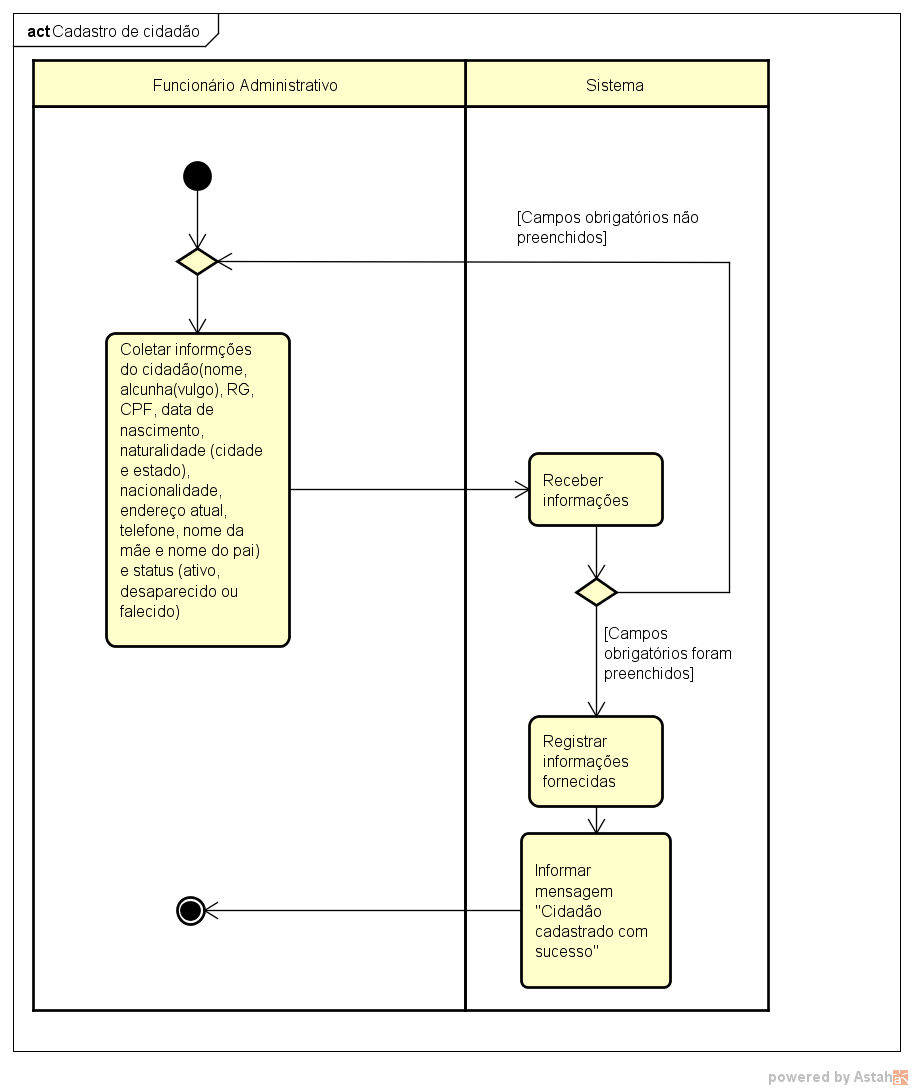 act Cadastro de cidadão
Funcionário Administrativo
Sistema
[Campos obrigatórios não
preenchidos]
Coletar informções
do cidadão(nome,
alcunha(vulgo), RG,
CPF, data de
nascimento,
naturalidade (cidade
e estado),
nacionalidade,
endereço atual,
telefone, nome da
mãe e nome do pai)
e status (ativo,
desaparecido ou
falecido)
Receber
informações
[Campos
obrigatórios foram
preenchidos]
Registrar
informações
fornecidas
Informar
mensagem
"Cidadão
cadastrado com
sucesso"
powered by Astah